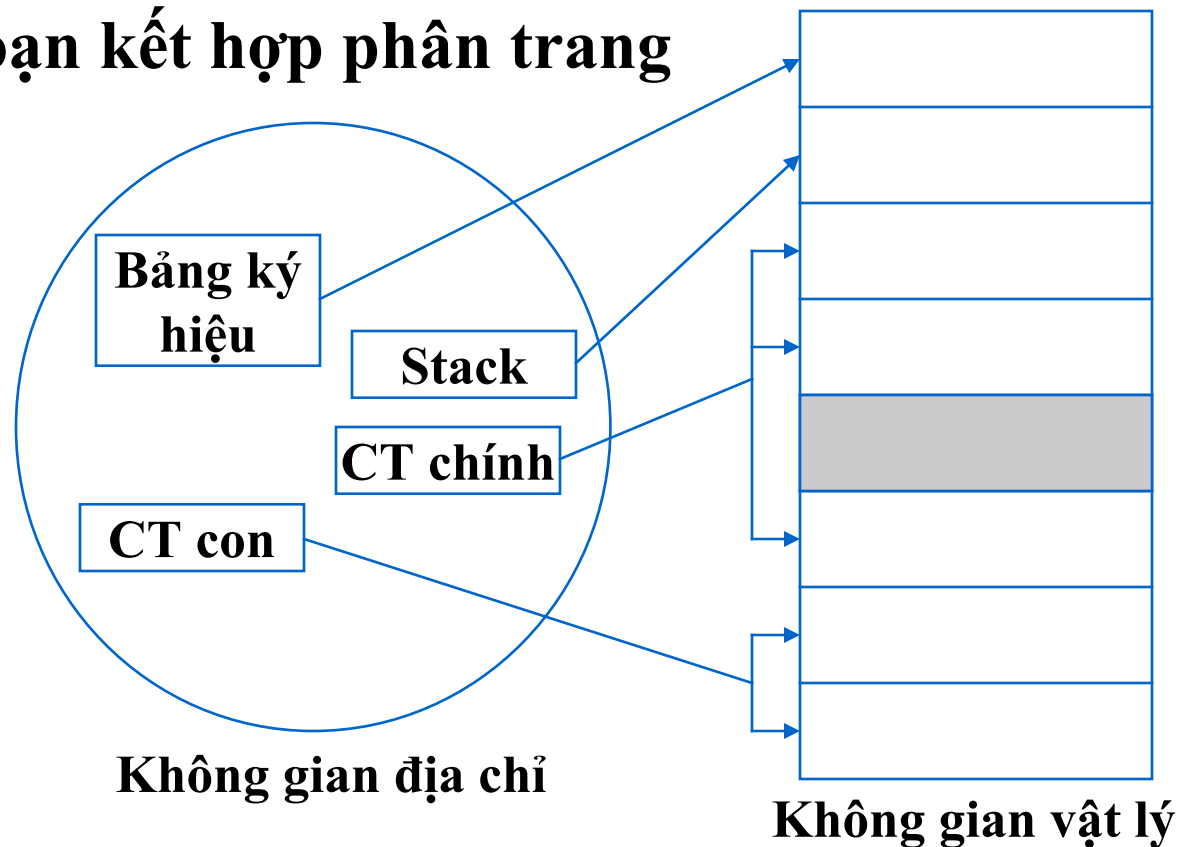 oạn kết hợp phân trang
Bảng ký
hiệu
Stack
CT chính
CT con
Không gian địa chỉ
Không gian vật lý